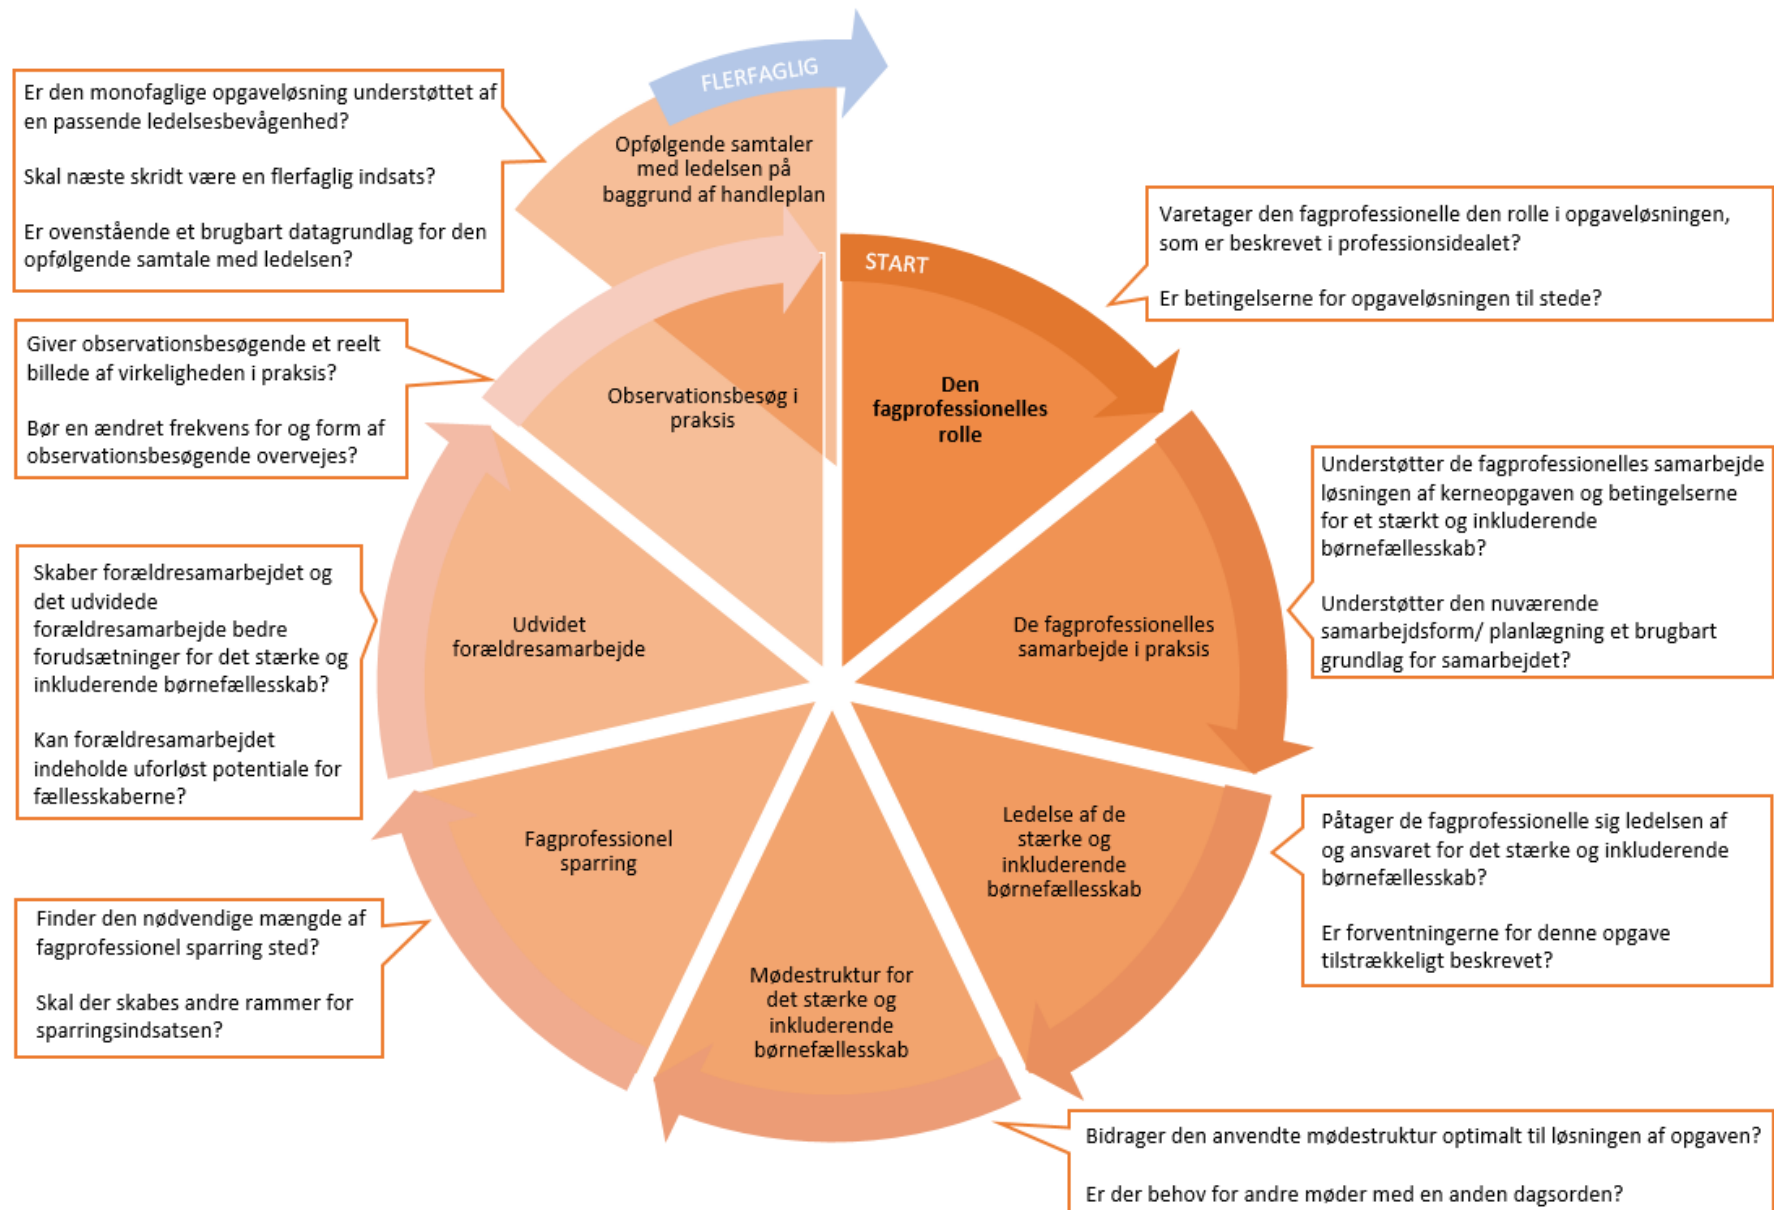 FLERFAGLIG
Opfølgende samtaler
med ledelsen på
baggrund af handleplan
Er den monofaglige opgaveløsning understøttet af
en passende ledelsesbevågenhed?
Skal næste skridt være en flerfaglig indsats?
Er ovenstående et brugbart datagrundlag for den
opfølgende samtale med ledelsen?
START
Den
fagprofessionelles
rolle
Varetager den fagprofessionelle den rolle i opgaveløsningen,
som er beskrevet i professionsidealet?
Er betingelserne for opgaveløsningen til stede?
De fagprofessionelles
samarbejde i praksis
Understøtter de fagprofessionelles samarbejde
løsningen af kerneopgaven og betingelserne
for et stærkt og inkluderende
børnefællesskab?
Understøtter den nuværende
samarbejdsform/ planlægning et brugbart
grundlag for samarbejdet?
Ledelse af de
stærke og
inkluderende
børnefællesskab
Påtager de fagprofessionelle sig ledelsen af
og ansvaret for det stærke og inkluderende
børnefællesskab?
Er forventningerne for denne opgave
tilstrækkeligt beskrevet?
Mødestruktur for
det stærke og
inkluderende
børnefællesskab
Bidrager den anvendte mødestruktur optimalt til løsningen af opgaven?
Er der behov for andre møder med en anden dagsorden?
Fagprofessionel
sparring
Finder den nødvendige mængde af
fagprofessionel sparring sted?
Skal der skabes andre rammer for
sparringsindsatsen?
Udvidet
forældresamarbejde
Skaber forældresamarbejdet og
det udvidede
forældresamarbejde bedre
forudsætninger for det stærke og
inkluderende børnefællesskab?
Kan forældresamarbejdet
indeholde uforløst potentiale for
fællesskaberne?
Observationsbesøg i
praksis
Giver observationsbesøgende et reelt
billede af virkeligheden i praksis?
Bør en ændret frekvens for og form af
observationsbesøgende overvejes?